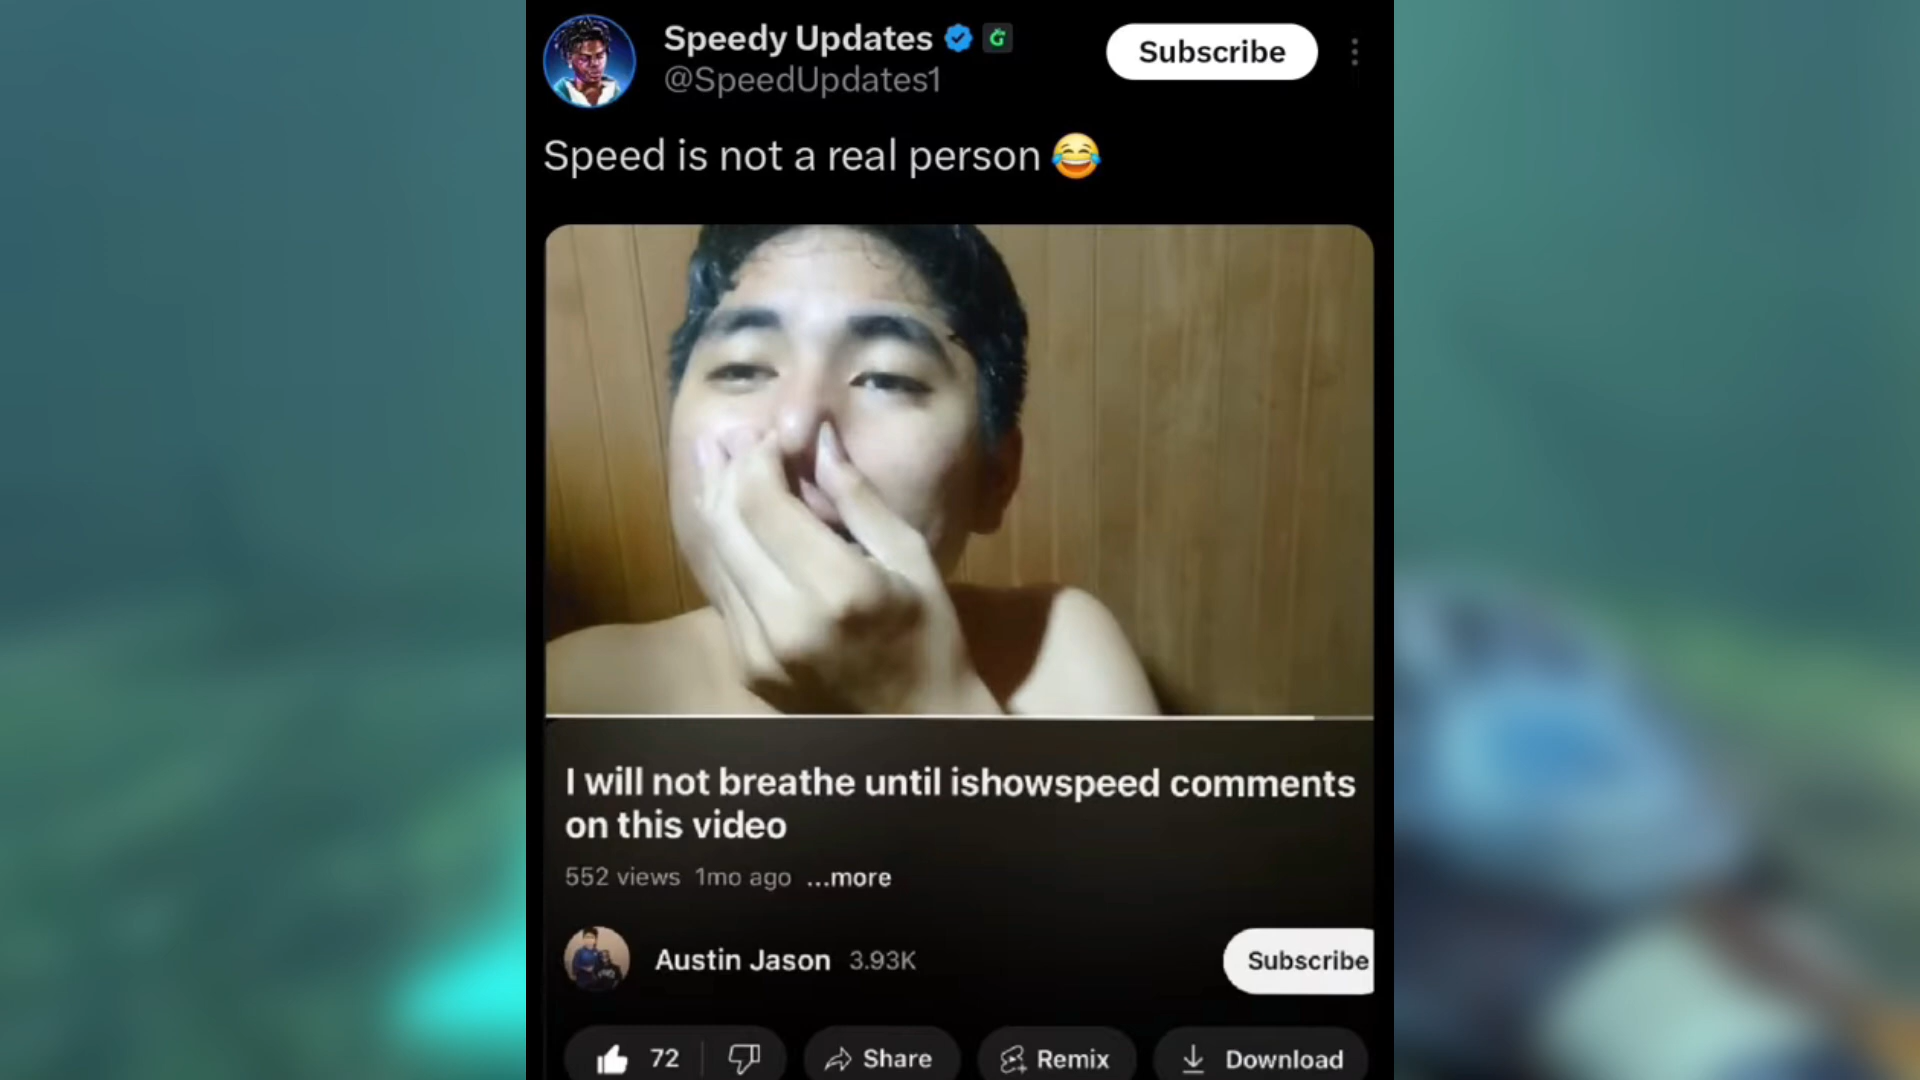 Speedy Updates
Subscribe
@SpeedUpdates1
Speed is not a real person 😂
I will not breathe until ishowspeed comments
on this video
552 views 1mo ago ...more
Austin Jason 3.93K
Subscribe
72
Share
Remix
Download